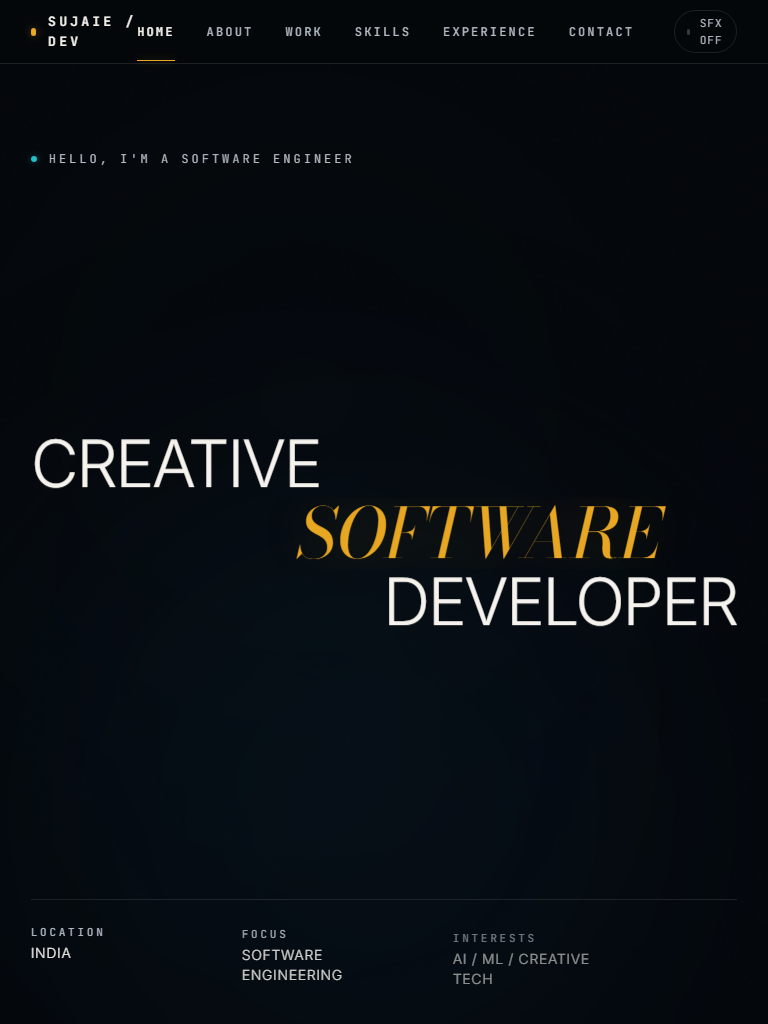 SUJAIE /
DEV
HOME ABOUT WORK SKILLS EXPERIENCE CONTACT
SFX
OFF
HELLO, I'M A SOFTWARE ENGINEER
CREATIVE
SOFTWARE
DEVELOPER
LOCATION
INDIA
FOCUS
SOFTWARE
ENGINEERING
INTERESTS
AI / ML / CREATIVE
TECH